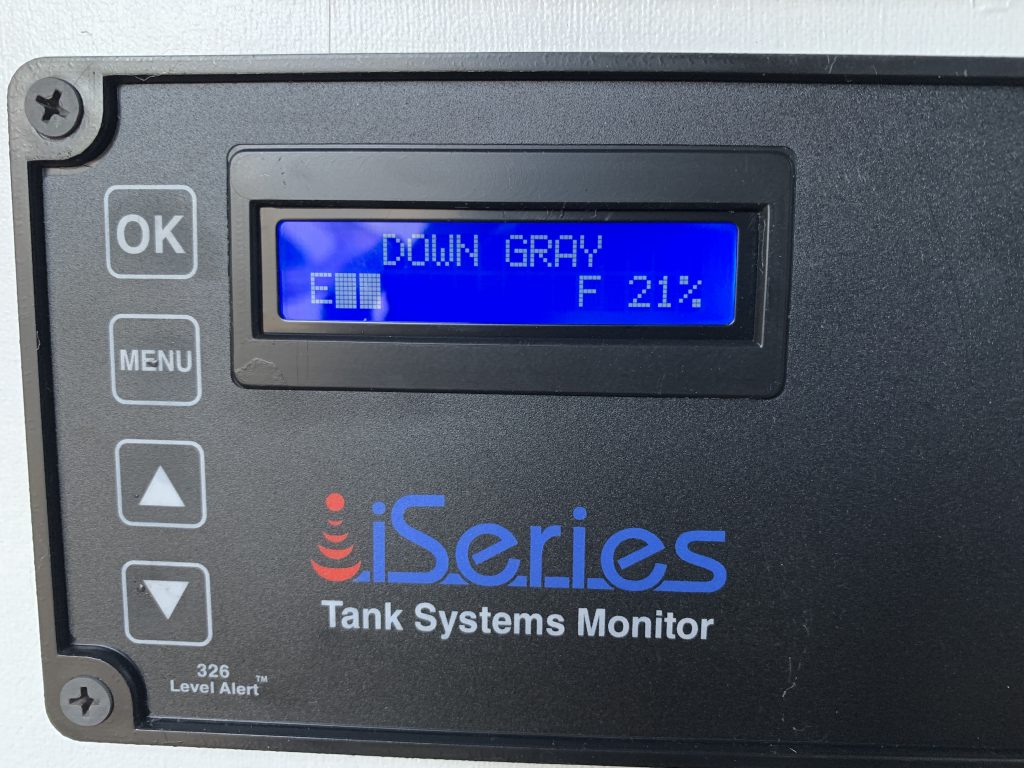 OK
MENU
DOWN GRAY
E F 21%
iSeries
Tank Systems Monitor
326
Level Alert™